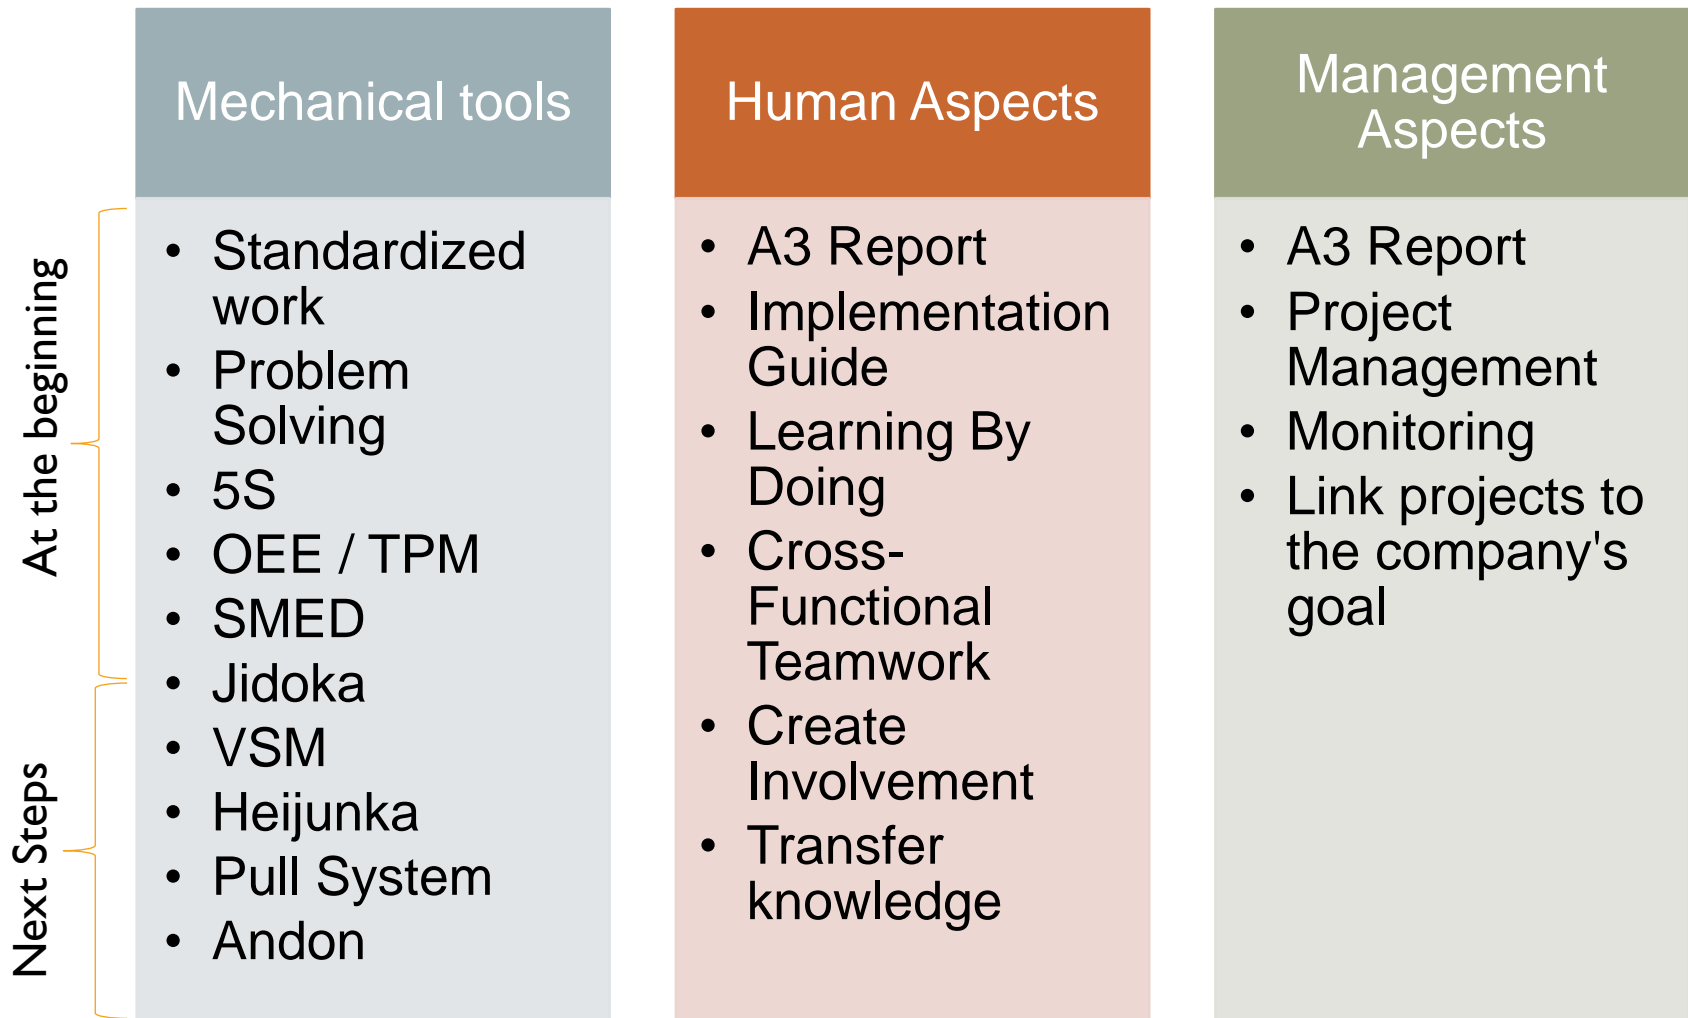 Mechanical tools
At the beginning
Next Steps
• Standardized
work
• Problem
Solving
• 5S
• OEE / TPM
• SMED
• Jidoka
• VSM
• Heijunka
• Pull System
• Andon
Human Aspects
• A3 Report
• Implementation
Guide
• Learning By
Doing
• Cross-
Functional
Teamwork
• Create
Involvement
• Transfer
knowledge
Management
Aspects
• A3 Report
• Project
Management
• Monitoring
• Link projects to
the company's
goal